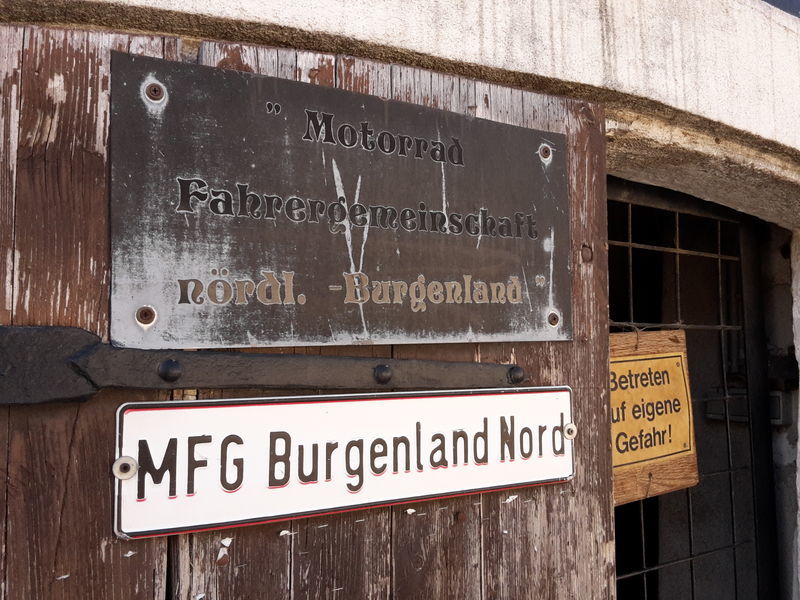 " Motorrad
Fahrergemeinschaft
nördl. -Burgenland "
MFG Burgenland Nord
Betreten
uf eigene
Gefahr!